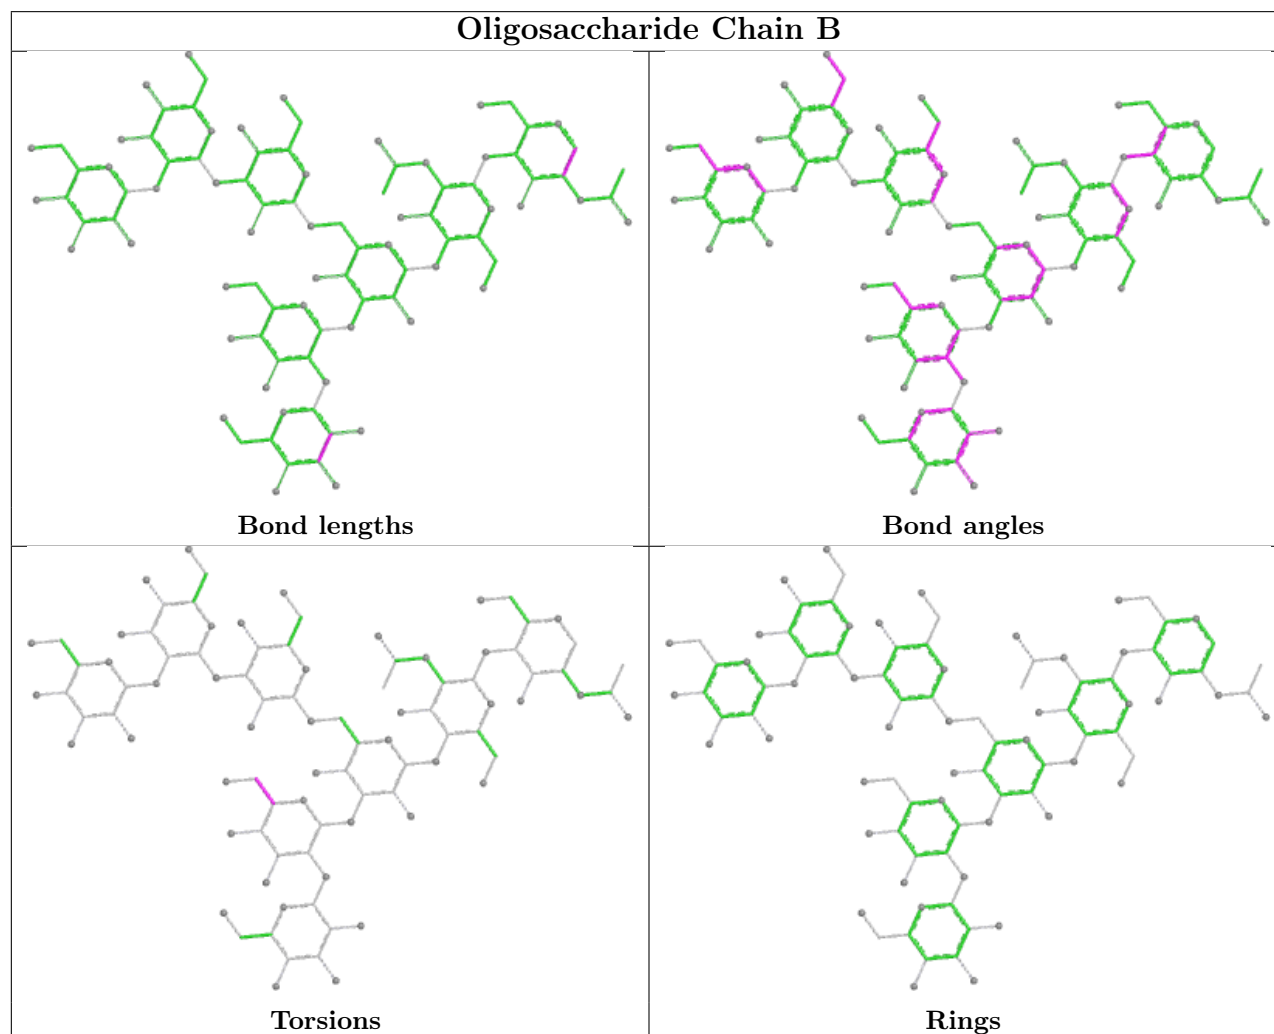 Oligosaccharide Chain B
Bond lengths
Bond angles
Torsions
Rings